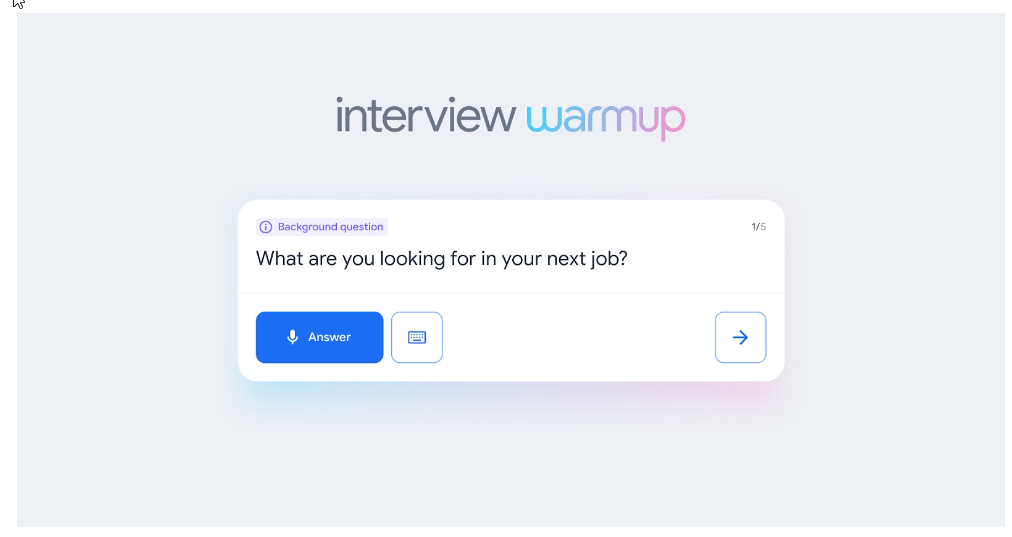 interview warmup
Background question
1/5
What are you looking for in your next job?
Answer